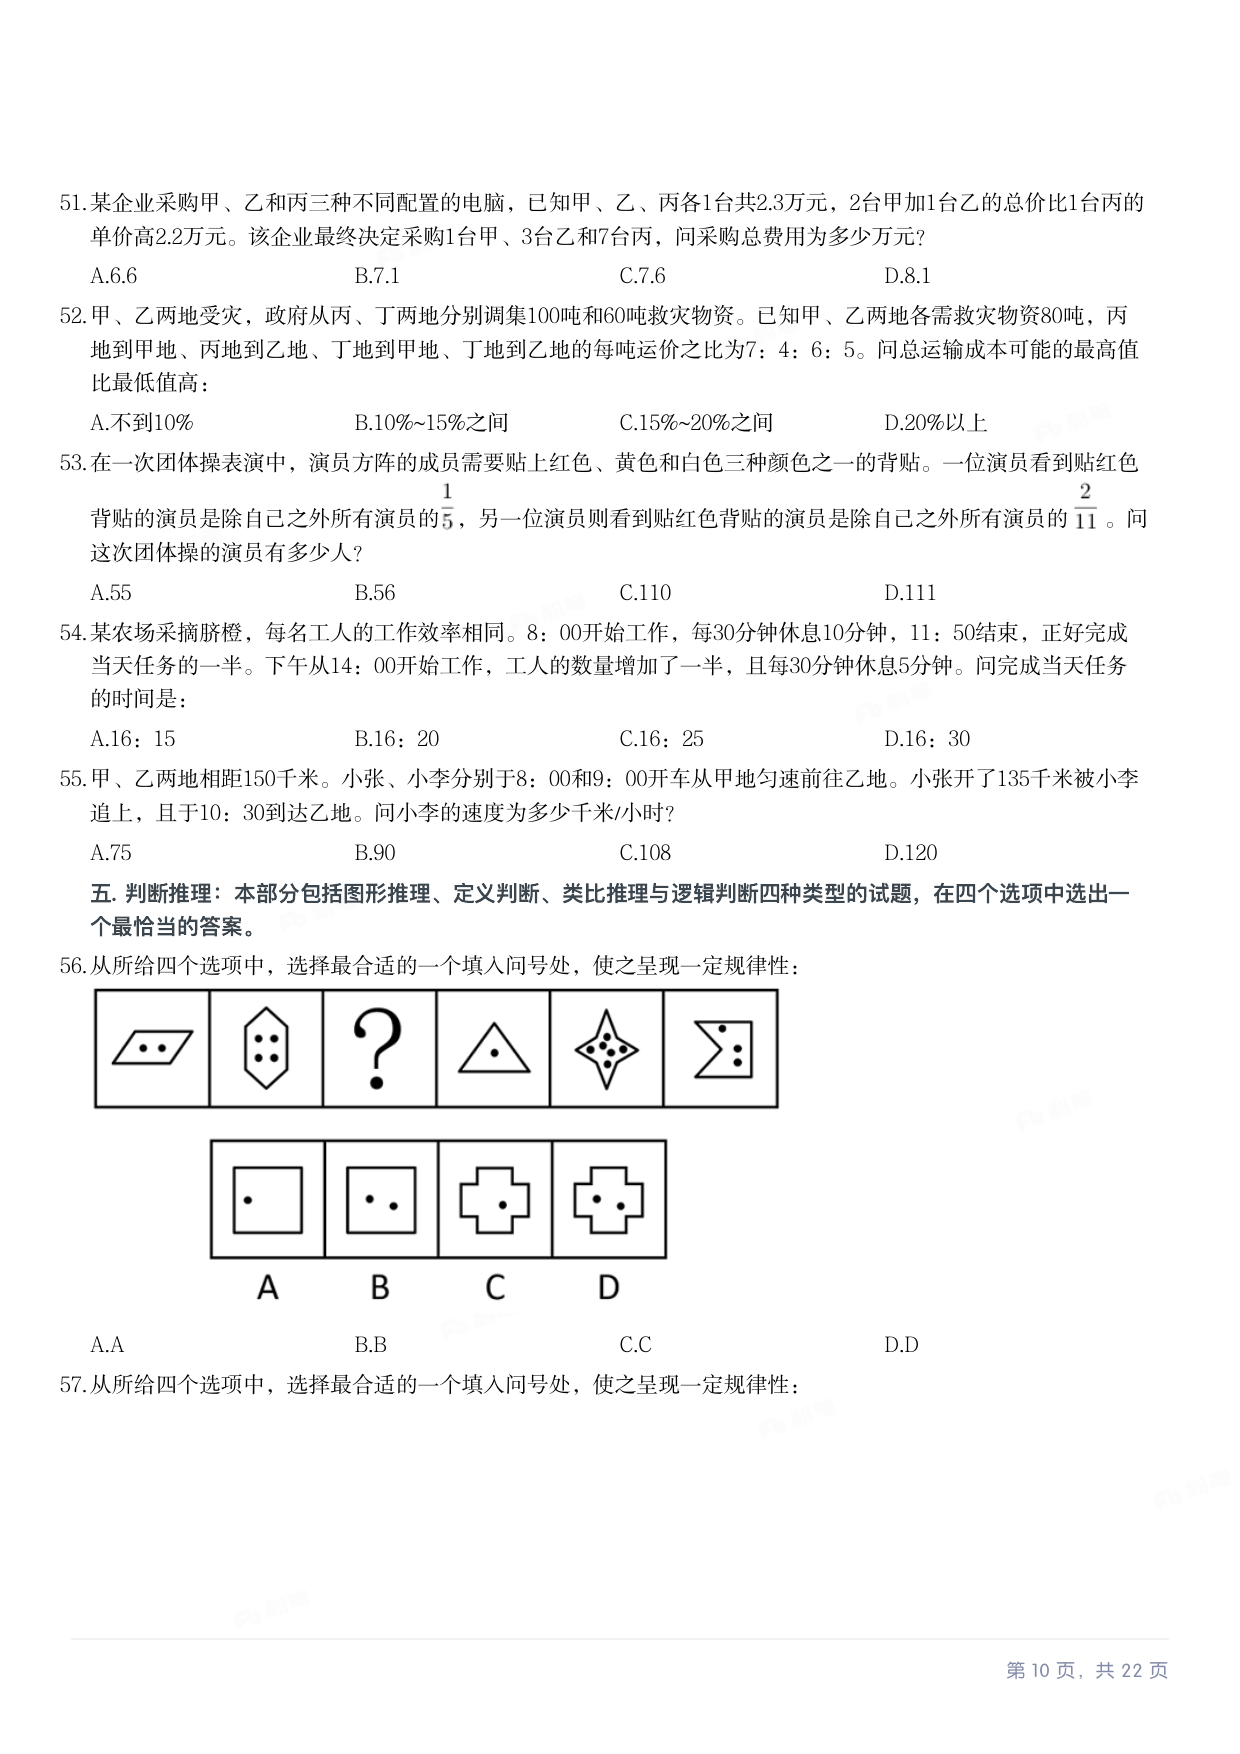 51.某企业采购甲、乙和丙三种不同配置的电脑，已知甲、乙、丙各1台共2.3万元，2台甲加1台乙的总价比1台丙的
单价高2.2万元。该企业最终决定采购1台甲、3台乙和7台丙，问采购总费用为多少万元？
A.6.6 B.7.1 C.7.6 D.8.1
52.甲、乙两地受灾，政府从丙、丁两地分别调集100吨和60吨救灾物资。已知甲、乙两地各需救灾物资80吨，丙
地到甲地、丙地到乙地、丁地到甲地、丁地到乙地的每吨运价之比为7：4：6：5。问总运输成本可能的最高值
比最低值高：
A.不到10% B.10%~15%之间 C.15%~20%之间 D.20%以上
53.在一次团体操表演中，演员方阵的成员需要贴上红色、黄色和白色三种颜色之一的背贴。一位演员看到贴红色
背贴的演员是除自己之外所有演员的1/5，另一位演员则看到贴红色背贴的演员是除自己之外所有演员的 2/11 。问
这次团体操的演员有多少人？
A.55 B.56 C.110 D.111
54.某农场采摘脐橙，每名工人的工作效率相同。8：00开始工作，每30分钟休息10分钟，11：50结束，正好完成
当天任务的一半。下午从14：00开始工作，工人的数量增加了一半，且每30分钟休息5分钟。问完成当天任务
的时间是：
A.16：15 B.16：20 C.16：25 D.16：30
55.甲、乙两地相距150千米。小张、小李分别于8：00和9：00开车从甲地匀速前往乙地。小张开了135千米被小李
追上，且于10：30到达乙地。问小李的速度为多少千米/小时？
A.75 B.90 C.108 D.120
五. 判断推理：本部分包括图形推理、定义判断、类比推理与逻辑判断四种类型的试题，在四个选项中选出一
个最恰当的答案。
56.从所给四个选项中，选择最合适的一个填入问号处，使之呈现一定规律性：
?
A B C D
A.A B.B C.C D.D
57.从所给四个选项中，选择最合适的一个填入问号处，使之呈现一定规律性：
第 10 页，共 22 页